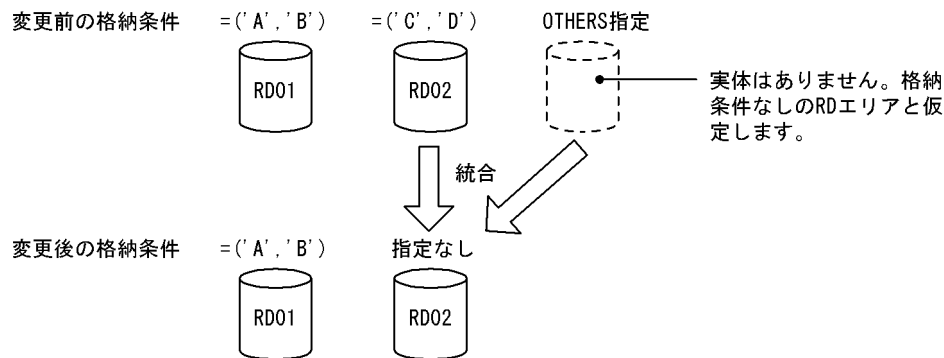 変更前の格納条件 =('A','B') =('C','D') OTHERS指定
RD01 RD02
実体はありません。格納
条件なしのRDエリアと仮
定します。
統合
変更後の格納条件 =('A','B') 指定なし
RD01 RD02